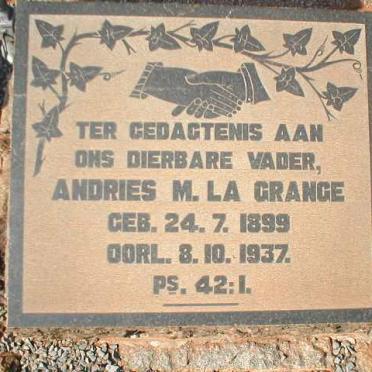 TER GEDAGTENIS AAN
ONS DIERBARE VADER,
ANDRIES M. LA GRANGE
GEB. 24. 7. 1899
OORL. 8. 10. 1937.
PS. 42:1.